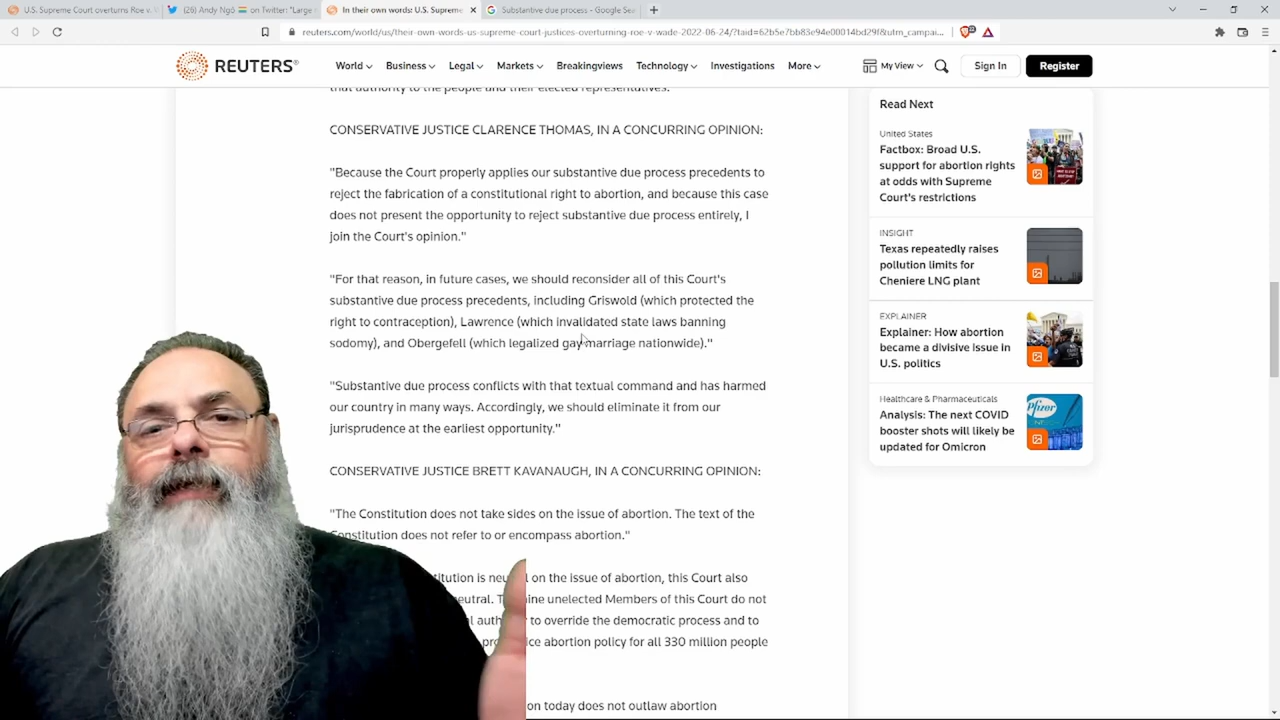 U.S. Supreme Court overturns Roe v.
(26) Andy Ngô on Twitter: "Large
In their own words: U.S. Supreme
Substantive due process - Google Sea
reuters.com/world/us/their-own-words-us-supreme-court-justices-overturning-roe-v-wade-2022-06-24/?taid=62b5e7bb83e94e00014bd29f&utm_campai...
REUTERS®
World
Business
Legal
Markets
Breakingviews
Technology
Investigations
More
My View
Sign In
Register
that authority to the people and their elected representatives.
CONSERVATIVE JUSTICE CLARENCE THOMAS, IN A CONCURRING OPINION:
"Because the Court properly applies our substantive due process precedents to
reject the fabrication of a constitutional right to abortion, and because this case
does not present the opportunity to reject substantive due process entirely, I
join the Court's opinion."
"For that reason, in future cases, we should reconsider all of this Court's
substantive due process precedents, including Griswold (which protected the
right to contraception), Lawrence (which invalidated state laws banning
sodomy), and Obergefell (which legalized gay marriage nationwide)."
"Substantive due process conflicts with that textual command and has harmed
our country in many ways. Accordingly, we should eliminate it from our
jurisprudence at the earliest opportunity."
CONSERVATIVE JUSTICE BRETT KAVANAUGH, IN A CONCURRING OPINION:
"The Constitution does not take sides on the issue of abortion. The text of the
Constitution does not refer to or encompass abortion."
on the issue of abortion, this Court also
unelected Members of this Court do not
to override the democratic process and to
abortion policy for all 330 million people
on today does not outlaw abortion
Read Next
United States
Factbox: Broad U.S.
support for abortion rights
at odds with Supreme
Court's restrictions
INSIGHT
Texas repeatedly raises
pollution limits for
Cheniere LNG plant
EXPLAINER
Explainer: How abortion
became a divisive issue in
U.S. politics
Healthcare & Pharmaceuticals
Analysis: The next COVID
booster shots will likely be
updated for Omicron
Pfizer